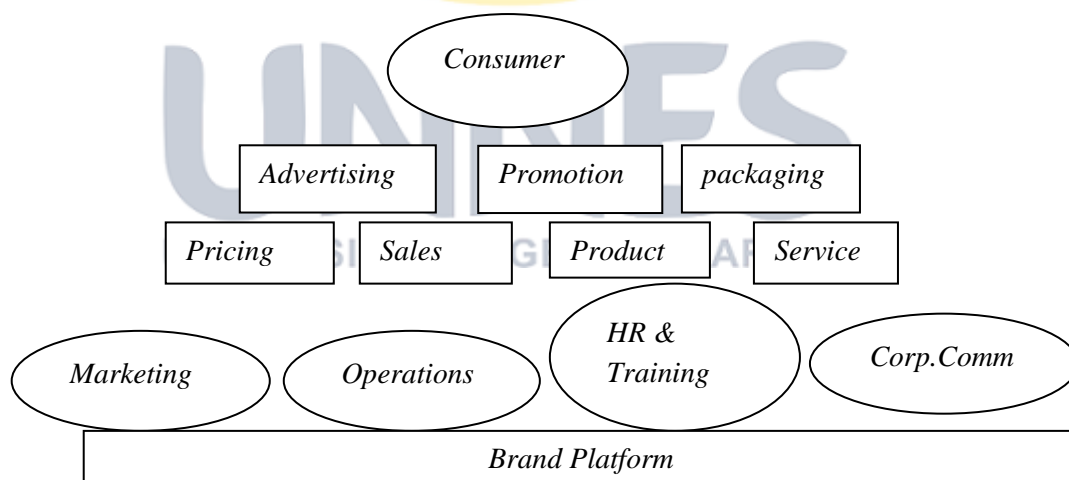 Consumer
UNNES
Advertising Promotion packaging
Pricing Sales Product Service
HR &
Training
Marketing Operations Corp.Comm
Brand Platform